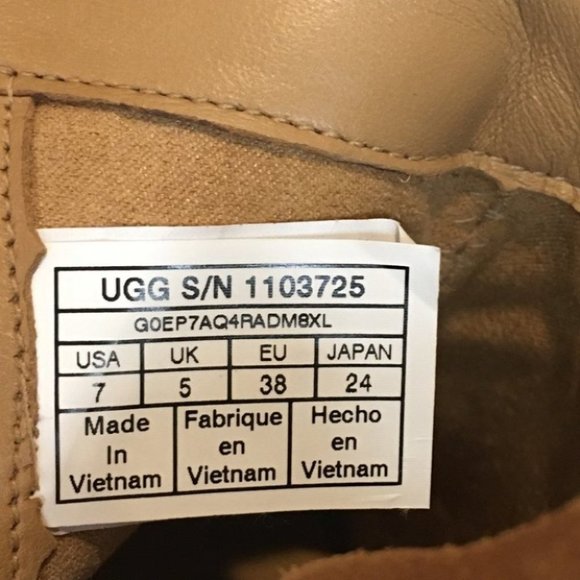 UGG S/N 1103725
G0EP7AQ4RADM8XL
USA UK EU JAPAN
7 5 38 24
Made Fabrique Hecho
In en en
Vietnam Vietnam Vietnam